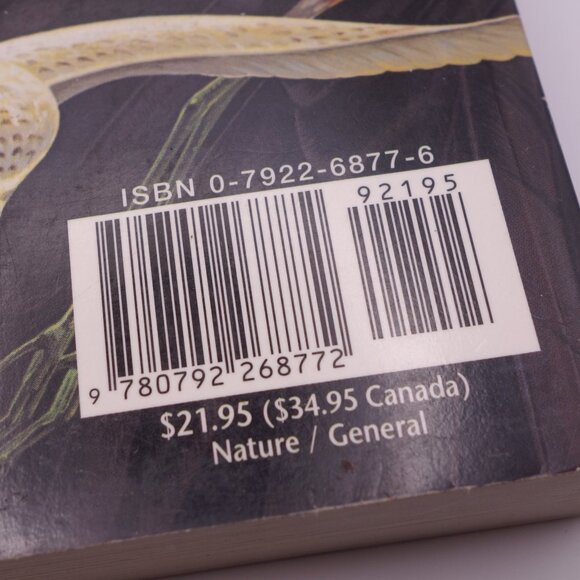 ISBN 0-7922-6877-6
92195
9 780792 268772
$21.95 ($34.95 Canada)
Nature / General